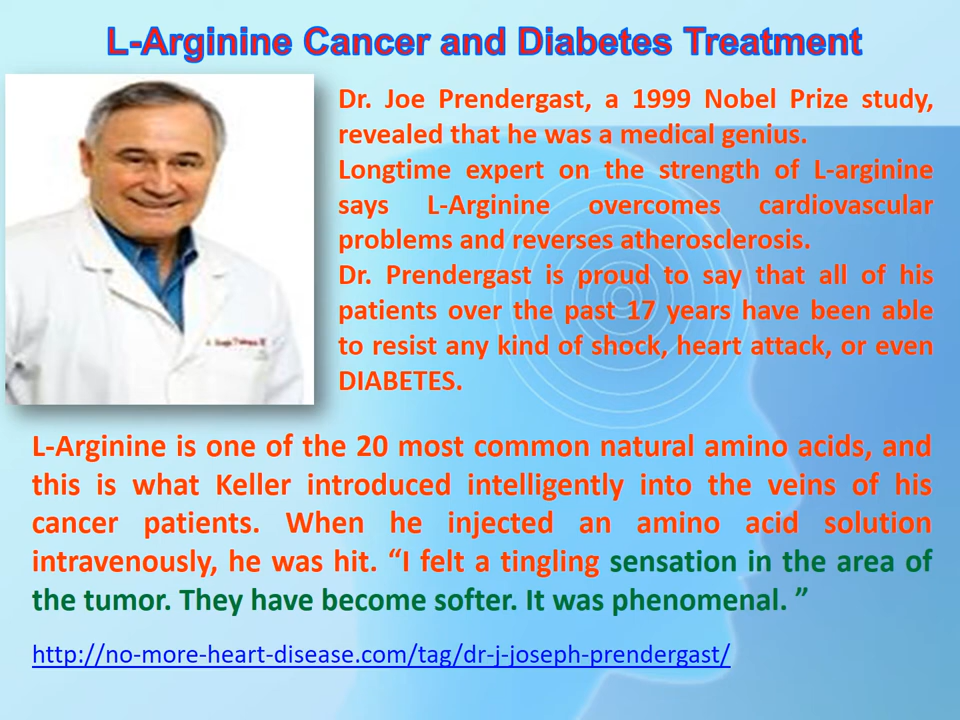 L-Arginine Cancer and Diabetes Treatment
Dr. Joe Prendergast, a 1999 Nobel Prize study,
revealed that he was a medical genius.
Longtime expert on the strength of L-arginine
says L-Arginine overcomes cardiovascular
problems and reverses atherosclerosis.
Dr. Prendergast is proud to say that all of his
patients over the past 17 years have been able
to resist any kind of shock, heart attack, or even
DIABETES.
L-Arginine is one of the 20 most common natural amino acids, and
this is what Keller introduced intelligently into the veins of his
cancer patients. When he injected an amino acid solution
intravenously, he was hit. “I felt a tingling sensation in the area of
the tumor. They have become softer. It was phenomenal. ”
http://no-more-heart-disease.com/tag/dr-j-joseph-prendergast/